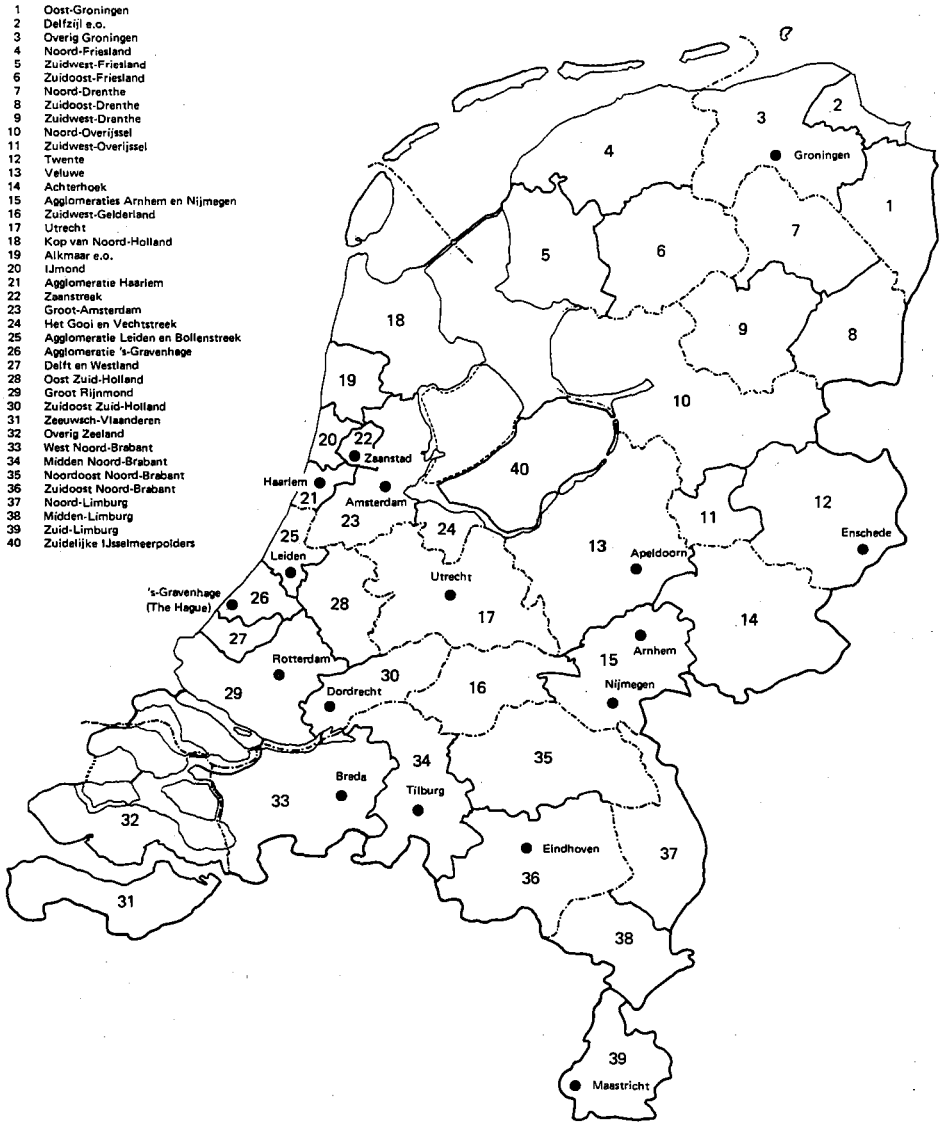 1 Oost-Groningen
2 Delfzijl e.o.
3 Overig Groningen
4 Noord-Friesland
5 Zuidwest-Friesland
6 Zuidoost-Friesland
7 Noord-Drenthe
8 Zuidoost-Drenthe
9 Zuidwest-Drenthe
10 Noord-Overijssel
11 Zuidwest-Overijssel
12 Twente
13 Veluwe
14 Achterhoek
15 Agglomeraties Arnhem en Nijmegen
16 Zuidwest-Gelderland
17 Utrecht
18 Kop van Noord-Holland
19 Alkmaar e.o.
20 IJmond
21 Agglomeratie Haarlem
22 Zaanstreek
23 Groot-Amsterdam
24 Het Gooi en Vechtstreek
25 Agglomeratie Leiden en Bollenstreek
26 Agglomeratie 's-Gravenhage
27 Delft en Westland
28 Oost Zuid-Holland
29 Groot Rijnmond
30 Zuidoost Zuid-Holland
31 Zeeuwsch-Vlaanderen
32 Overig Zeeland
33 West Noord-Brabant
34 Midden Noord-Brabant
35 Noordoost Noord-Brabant
36 Zuidoost Noord-Brabant
37 Noord-Limburg
38 Midden-Limburg
39 Zuid-Limburg
40 Zuidelijke IJsselmeerpolders
2
3
4
Groningen
1
7
5
6
18
9
8
19
10
20
22
Zaanstad
40
Haarlem
21
Amsterdam
23
24
11
12
Enschede
25
Leiden
13
Apeldoorn
Utrecht
's-Gravenhage
(The Hague)
26
28
17
14
27
Arnhem
15
Rotterdam
30
16
Nijmegen
29
Dordrecht
34
35
Breda
33
Tilburg
32
Eindhoven
37
36
31
38
39
Maastricht